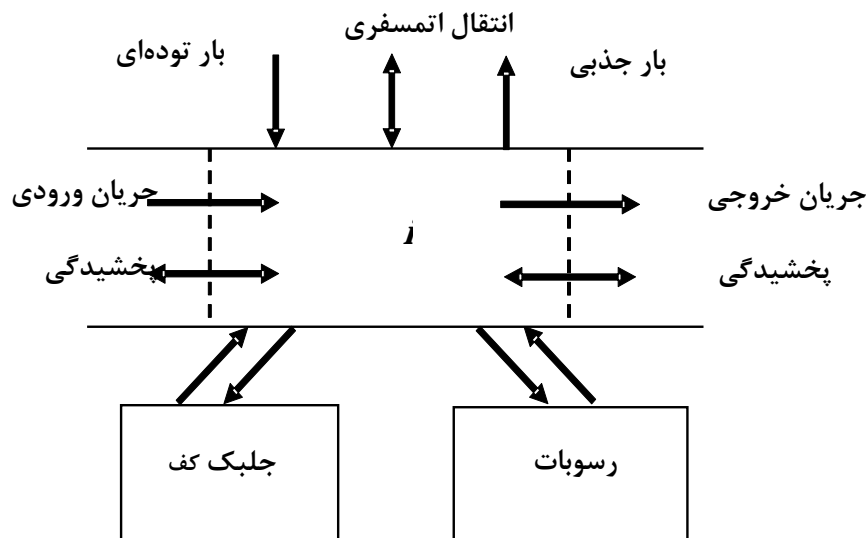 انتقال اتمسفری
بار جذبی
بار توده‌ای
جریان خروجی
جریان ورودی
i
پخشیدگی
پخشیدگی
رسوبات
جلبک کف